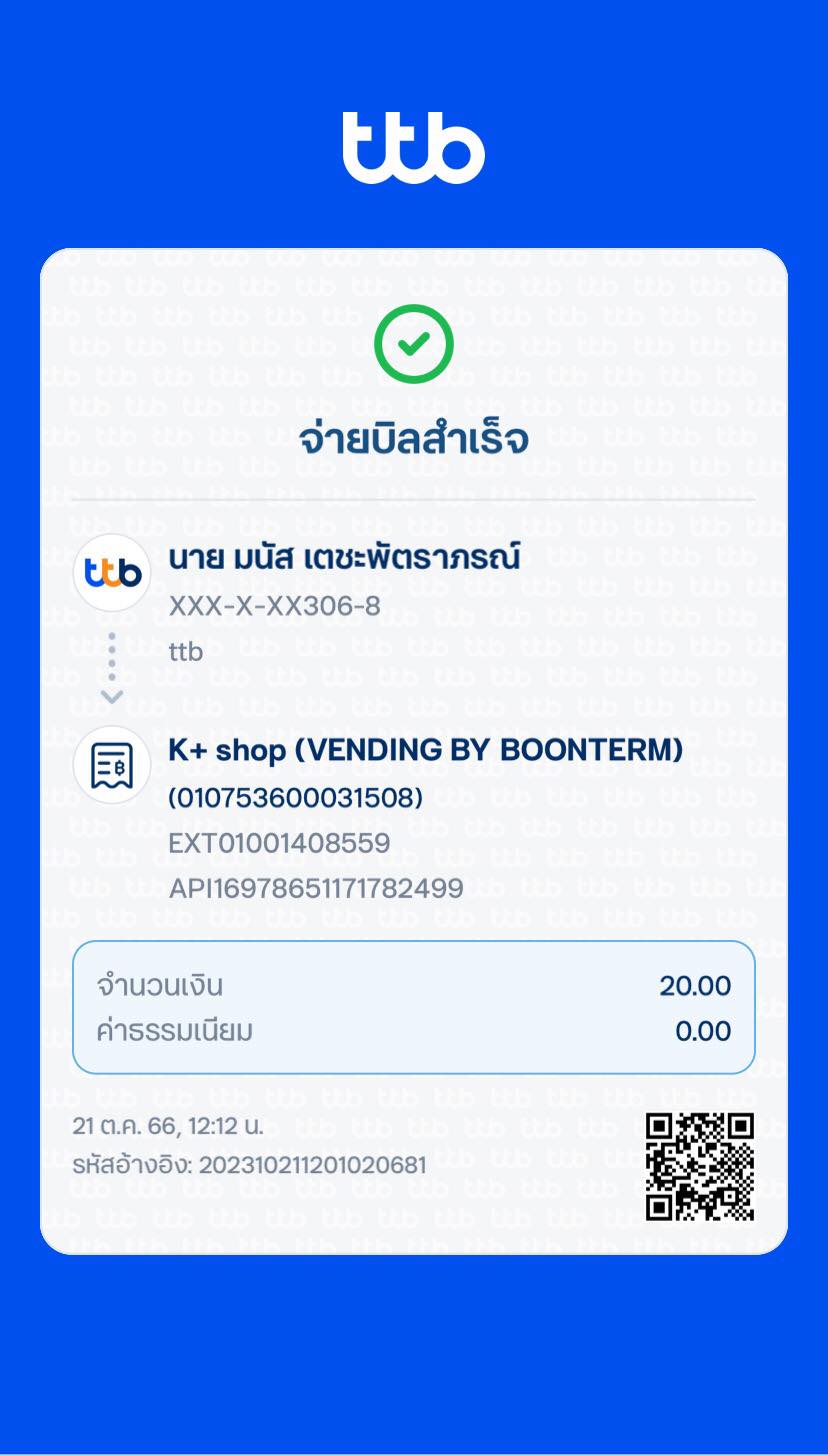 ttb
จ่ายบิลสำเร็จ
ttb
นาย มนัส เตชะพัตราภรณ์
XXX-X-XX306-8
ttb
K+ shop (VENDING BY BOONTERM)
(010753600031508)
EXT01001408559
API16978651171782499
จำนวนเงิน 20.00
ค่าธรรมเนียม 0.00
21 ต.ค. 66, 12:12 น.
รหัสอ้างอิง: 202310211201020681